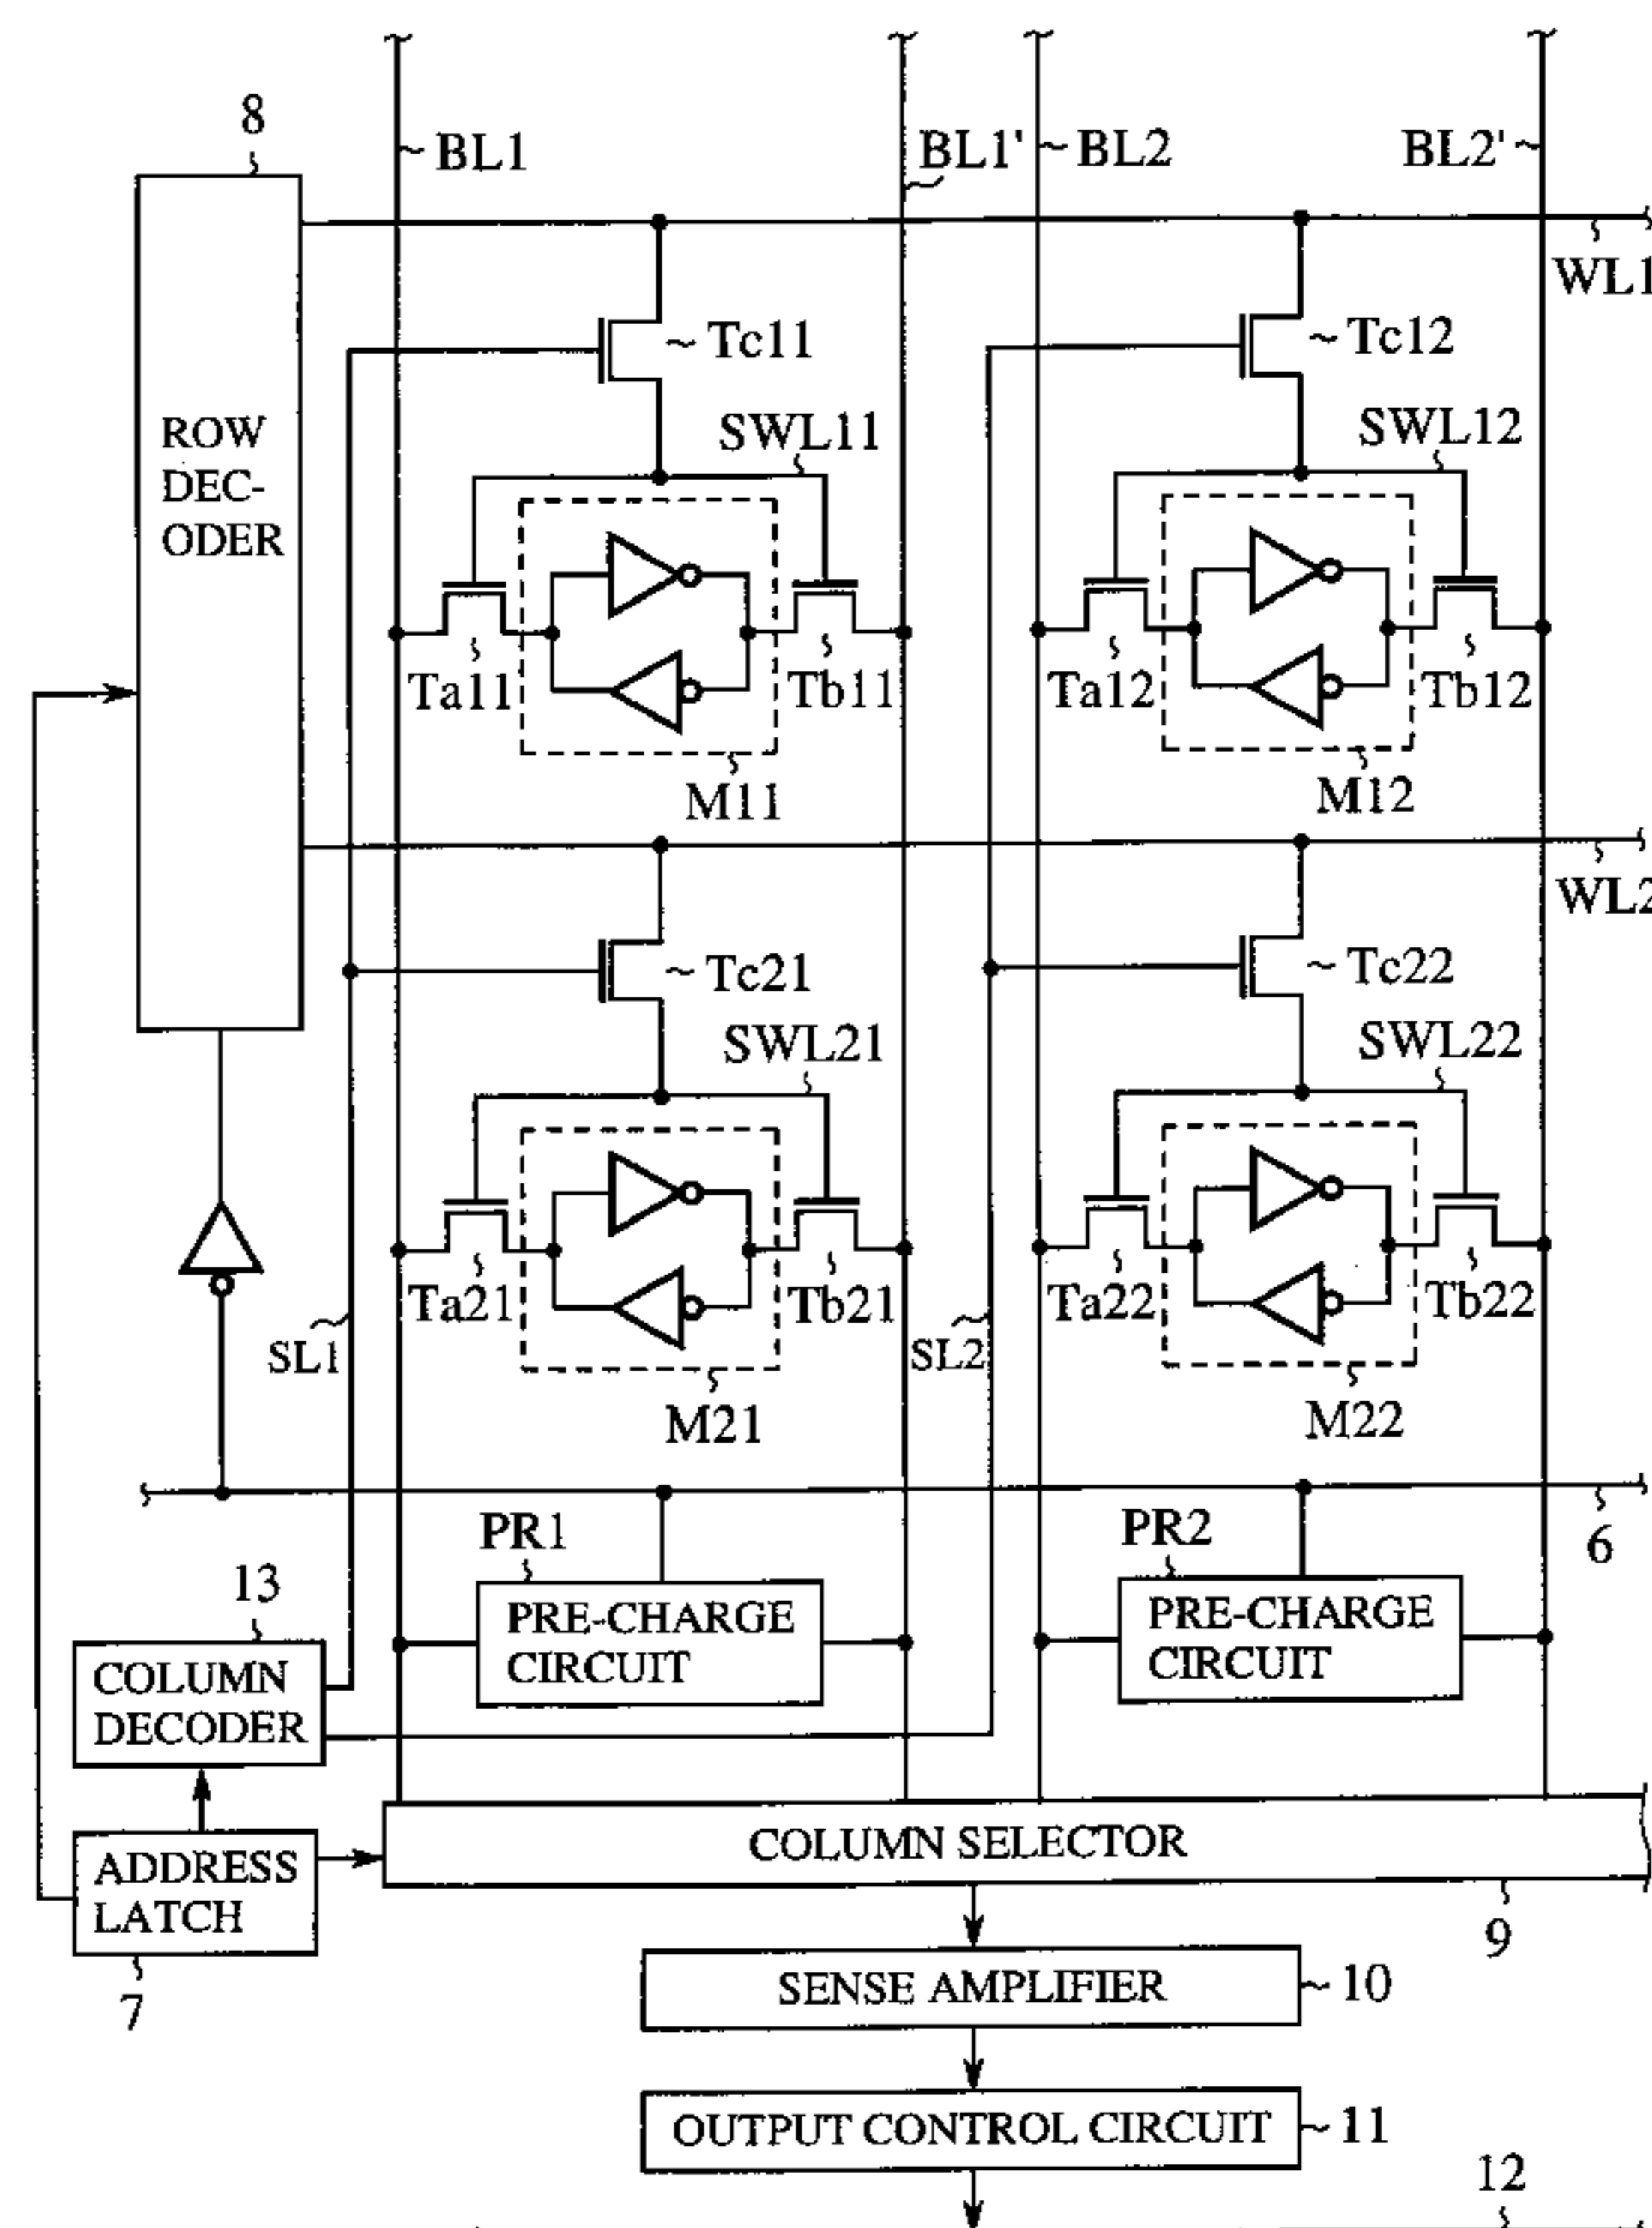 8
BL1
BL1'
BL2
BL2'
WL1
Tc11
Tc12
ROW
DEC-
ODER
SWL11
SWL12
Ta11
Tb11
Ta12
Tb12
M11
M12
WL2
Tc21
Tc22
SWL21
SWL22
Ta21
Tb21
Ta22
Tb22
SL1
SL2
M21
M22
PR1
PR2
6
13
PRE-CHARGE
CIRCUIT
PRE-CHARGE
CIRCUIT
COLUMN
DECODER
COLUMN SELECTOR
ADDRESS
LATCH
9
7
SENSE AMPLIFIER
10
OUTPUT CONTROL CIRCUIT
11
12